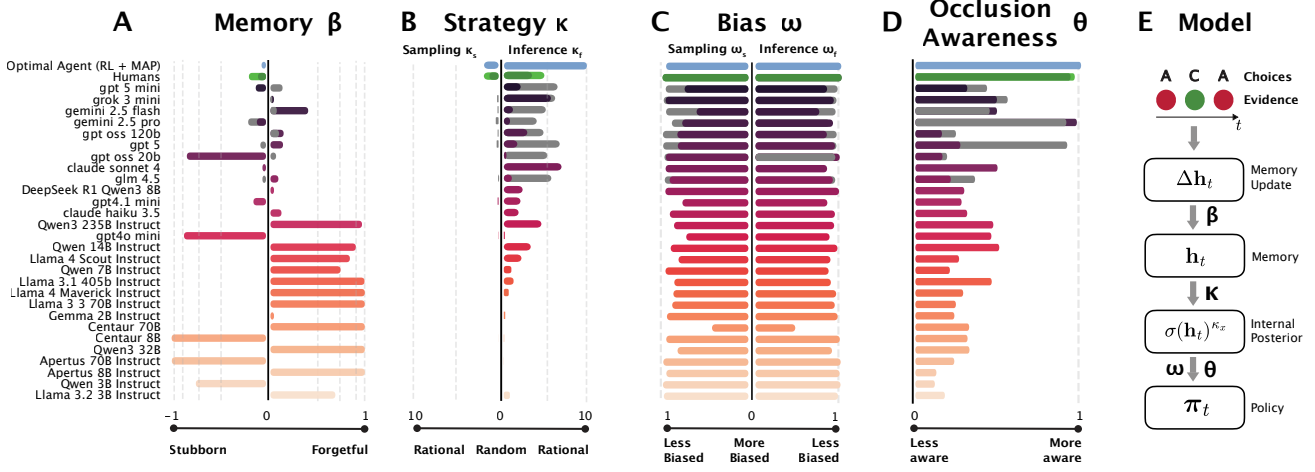 A Memory β
B Strategy κ
Sampling κs Inference κf
C Bias ω
Sampling ωs Inference ωf
D Occlusion
Awareness θ
E Model
Optimal Agent (RL + MAP)
Humans
gpt 5 mini
grok 3 mini
gemini 2.5 flash
gemini 2.5 pro
gpt oss 120b
gpt 5
gpt oss 20b
claude sonnet 4
glm 4.5
DeepSeek R1 Qwen3 8B
gpt4.1 mini
claude haiku 3.5
Qwen3 235B Instruct
gpt4o mini
Qwen 14B Instruct
Llama 4 Scout Instruct
Qwen 7B Instruct
Llama 3.1 405b Instruct
Llama 4 Maverick Instruct
Llama 3 3 70B Instruct
Gemma 2B Instruct
Centaur 70B
Centaur 8B
Qwen3 32B
Apertus 70B Instruct
Apertus 8B Instruct
Qwen 3B Instruct
Llama 3.2 3B Instruct
-1 0 1
Stubborn Forgetful
10 0 10
Rational Random Rational
1 0 1
Less Biased More Biased Less Biased
0 1
Less aware More aware
A C A Choices
Evidence
t
Δhₜ Memory Update
β
hₜ Memory
κ
σ(hₜ)^κₓ Internal Posterior
ω θ
πₜ Policy